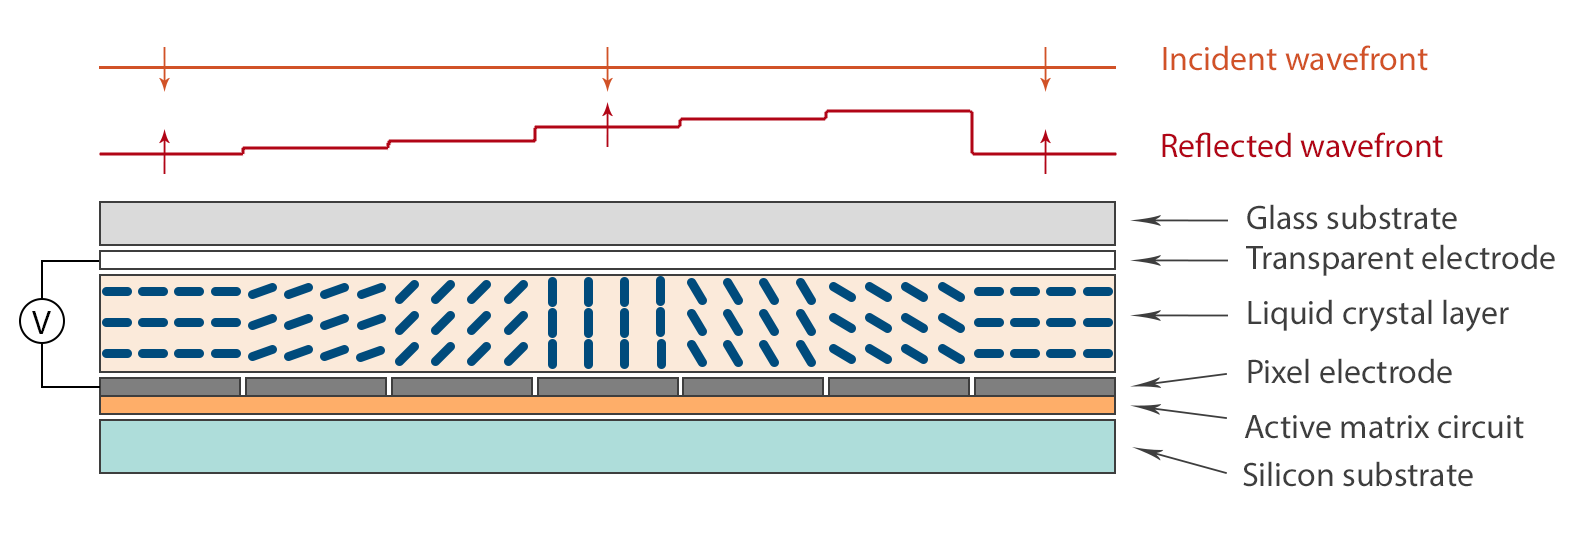 Incident wavefront
Reflected wavefront
Glass substrate
Transparent electrode
Liquid crystal layer
V
Pixel electrode
Active matrix circuit
Silicon substrate